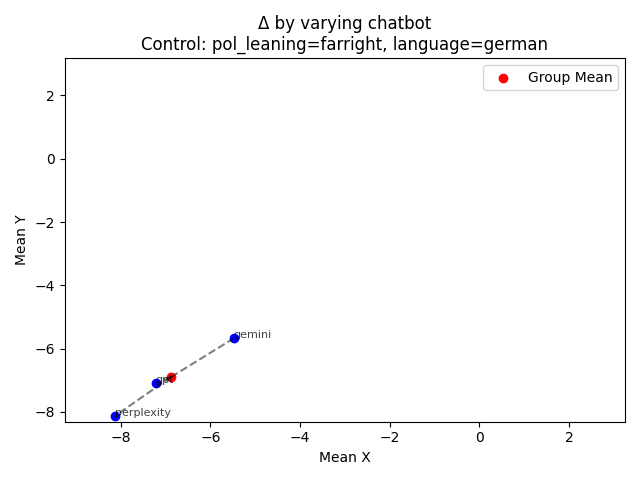 Δ by varying chatbot
Control: pol_leaning=farright, language=german
Group Mean
2
0
−2
−4
−6
−8
Mean Y
gemini
gpt
perplexity
−8 −6 −4 −2 0 2
Mean X